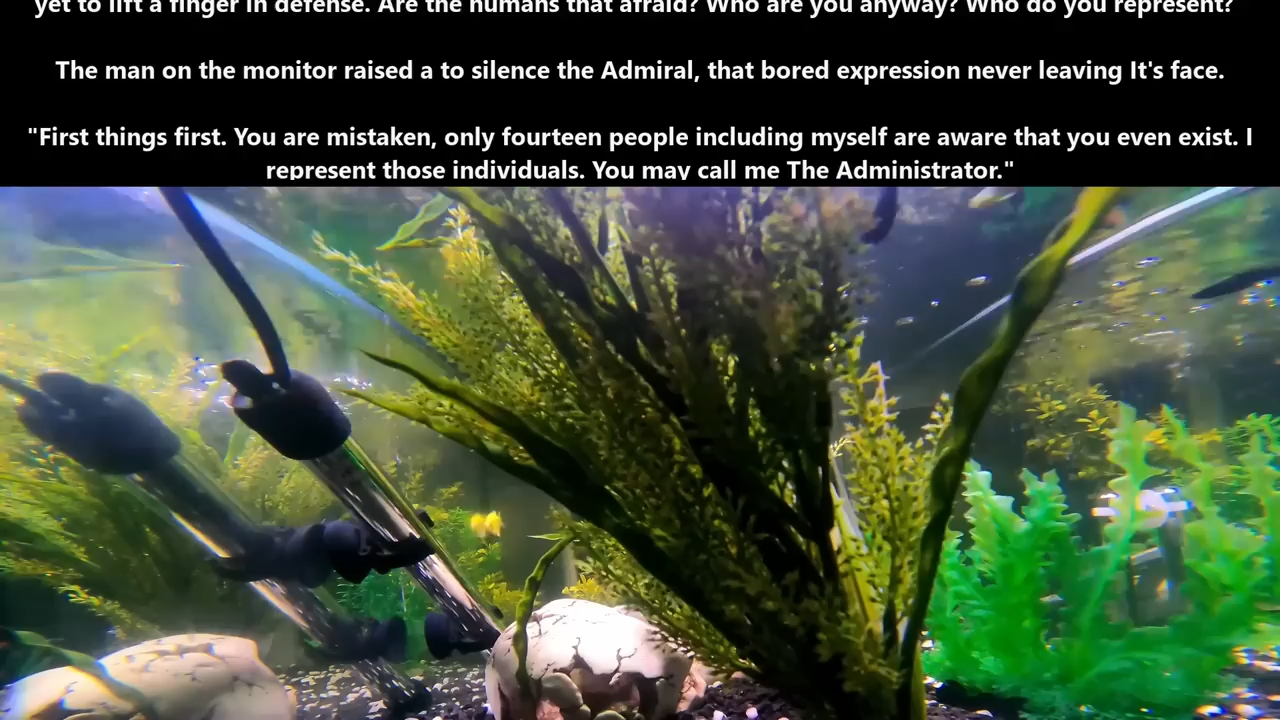 yet to lift a finger in defense. Are the humans that afraid? Who are you anyway? Who do you represent?
The man on the monitor raised a to silence the Admiral, that bored expression never leaving It's face.
"First things first. You are mistaken, only fourteen people including myself are aware that you even exist. I
represent those individuals. You may call me The Administrator."